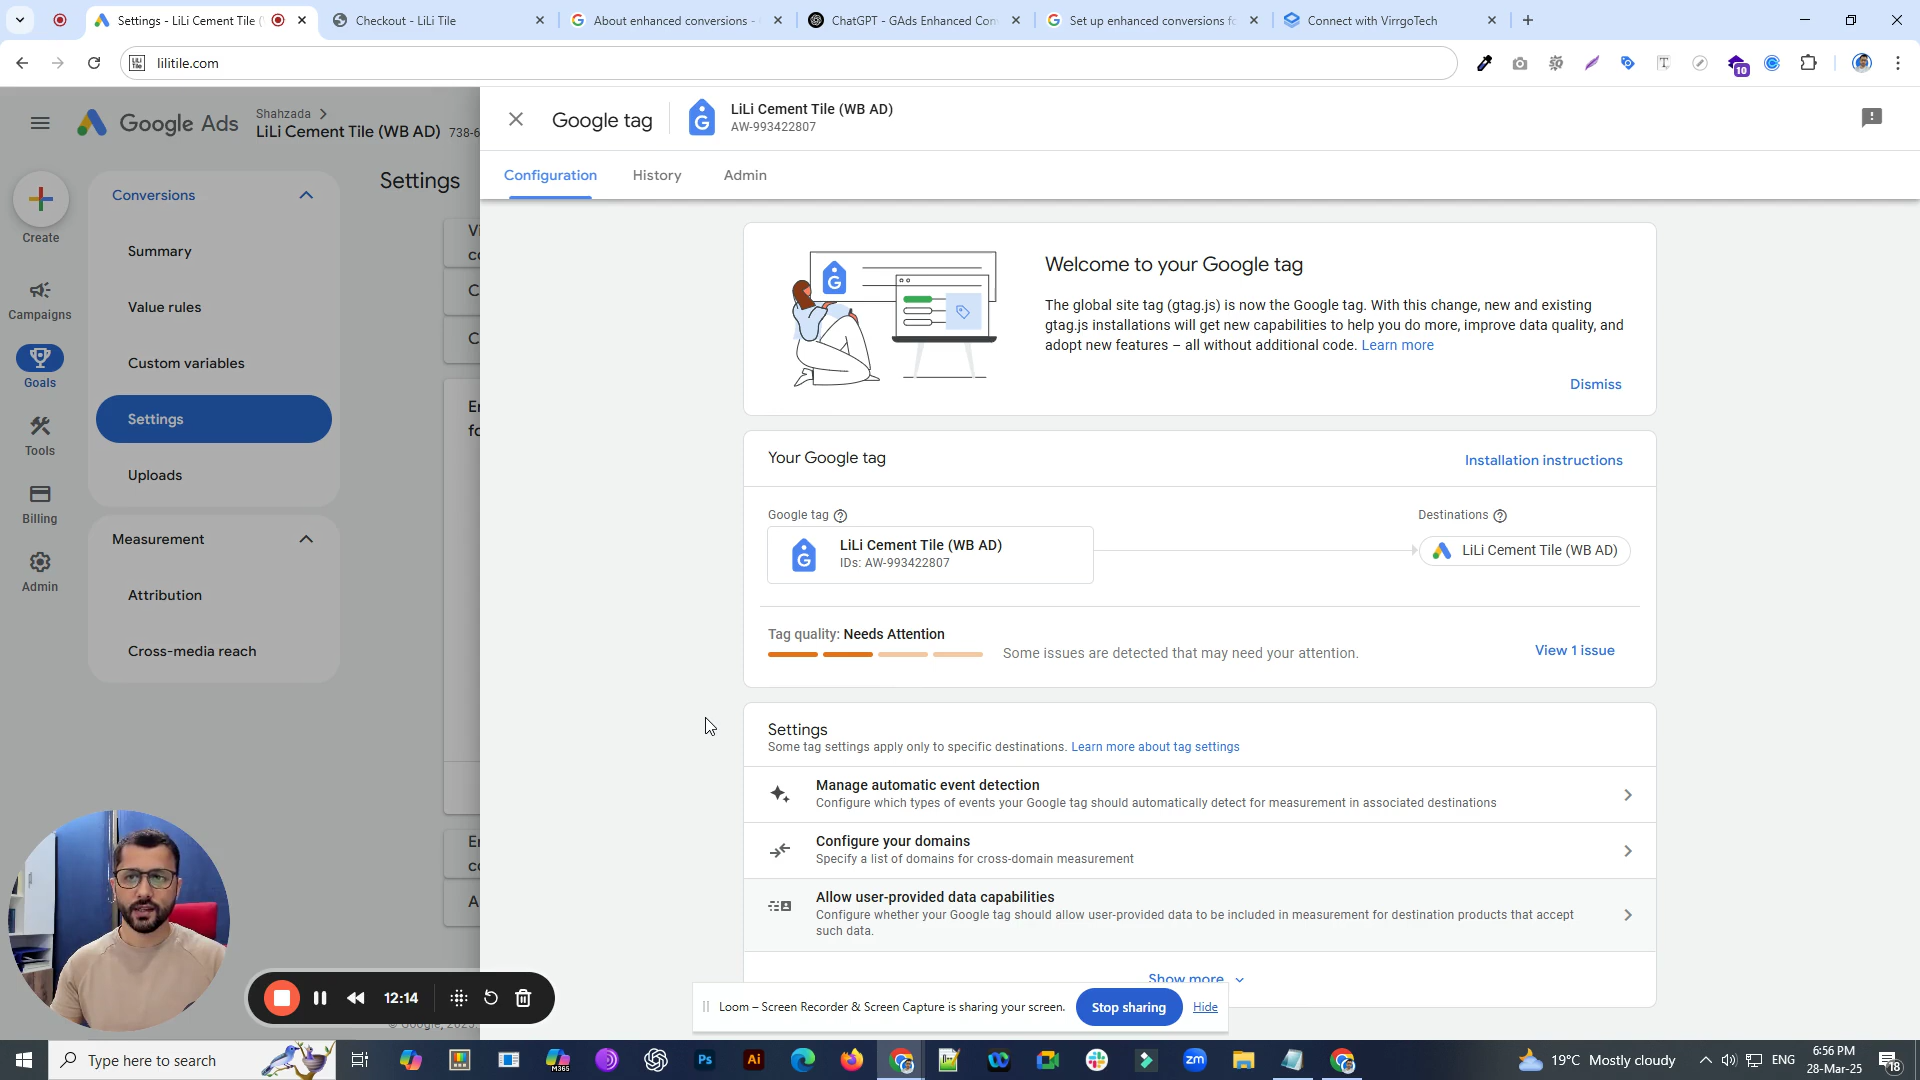 Settings - LiLi Cement Tile (
Checkout - LiLi Tile
About enhanced conversions -
ChatGPT - GAds Enhanced Con
Set up enhanced conversions fo
Connect with VirrgoTech
lilitile.com
10
Google Ads
Shahzada
LiLi Cement Tile (WB AD) 738-6
Google tag
LiLi Cement Tile (WB AD)
AW-993422807
Configuration
History
Admin
Create
Campaigns
Goals
Tools
Billing
Admin
Conversions
Summary
Value rules
Custom variables
Settings
Uploads
Measurement
Attribution
Cross-media reach
Settings
Vi
co
C
C
fo
co
A
Welcome to your Google tag
The global site tag (gtag.js) is now the Google tag. With this change, new and existing
gtag.js installations will get new capabilities to help you do more, improve data quality, and
adopt new features – all without additional code. Learn more
Dismiss
Your Google tag
Installation instructions
Google tag
Destinations
LiLi Cement Tile (WB AD)
IDs: AW-993422807
LiLi Cement Tile (WB AD)
Tag quality: Needs Attention
Some issues are detected that may need your attention.
View 1 issue
Settings
Some tag settings apply only to specific destinations. Learn more about tag settings
Manage automatic event detection
Configure which types of events your Google tag should automatically detect for measurement in associated destinations
Configure your domains
Specify a list of domains for cross-domain measurement
Allow user-provided data capabilities
Configure whether your Google tag should allow user-provided data to be included in measurement for destination products that accept
such data.
Show more
12:14
Loom – Screen Recorder & Screen Capture is sharing your screen.
Stop sharing
Hide
Type here to search
M365
Ps
Ai
zm
19°C Mostly cloudy
ENG
6:56 PM
28-Mar-25
18